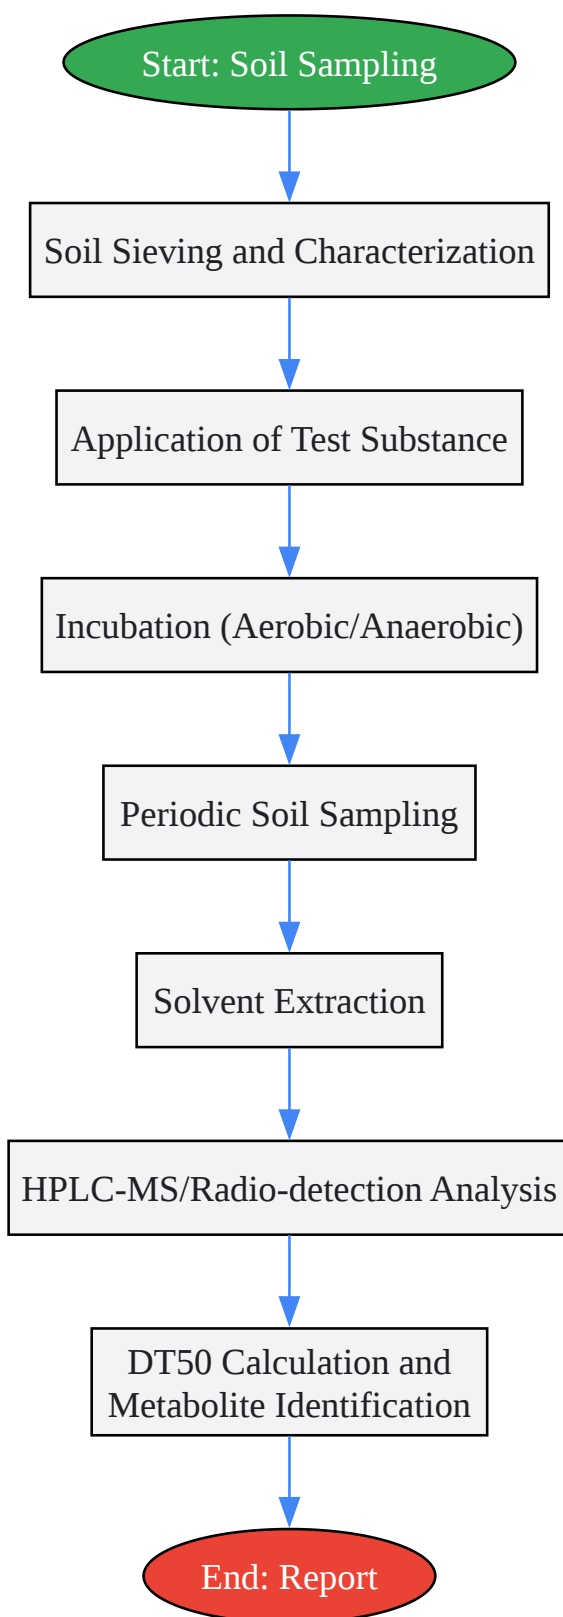 Start: Soil Sampling
Soil Sieving and Characterization
Application of Test Substance
Incubation (Aerobic/Anaerobic)
Periodic Soil Sampling
Solvent Extraction
HPLC-MS/Radio-detection Analysis
DT50 Calculation and
Metabolite Identification
End: Report